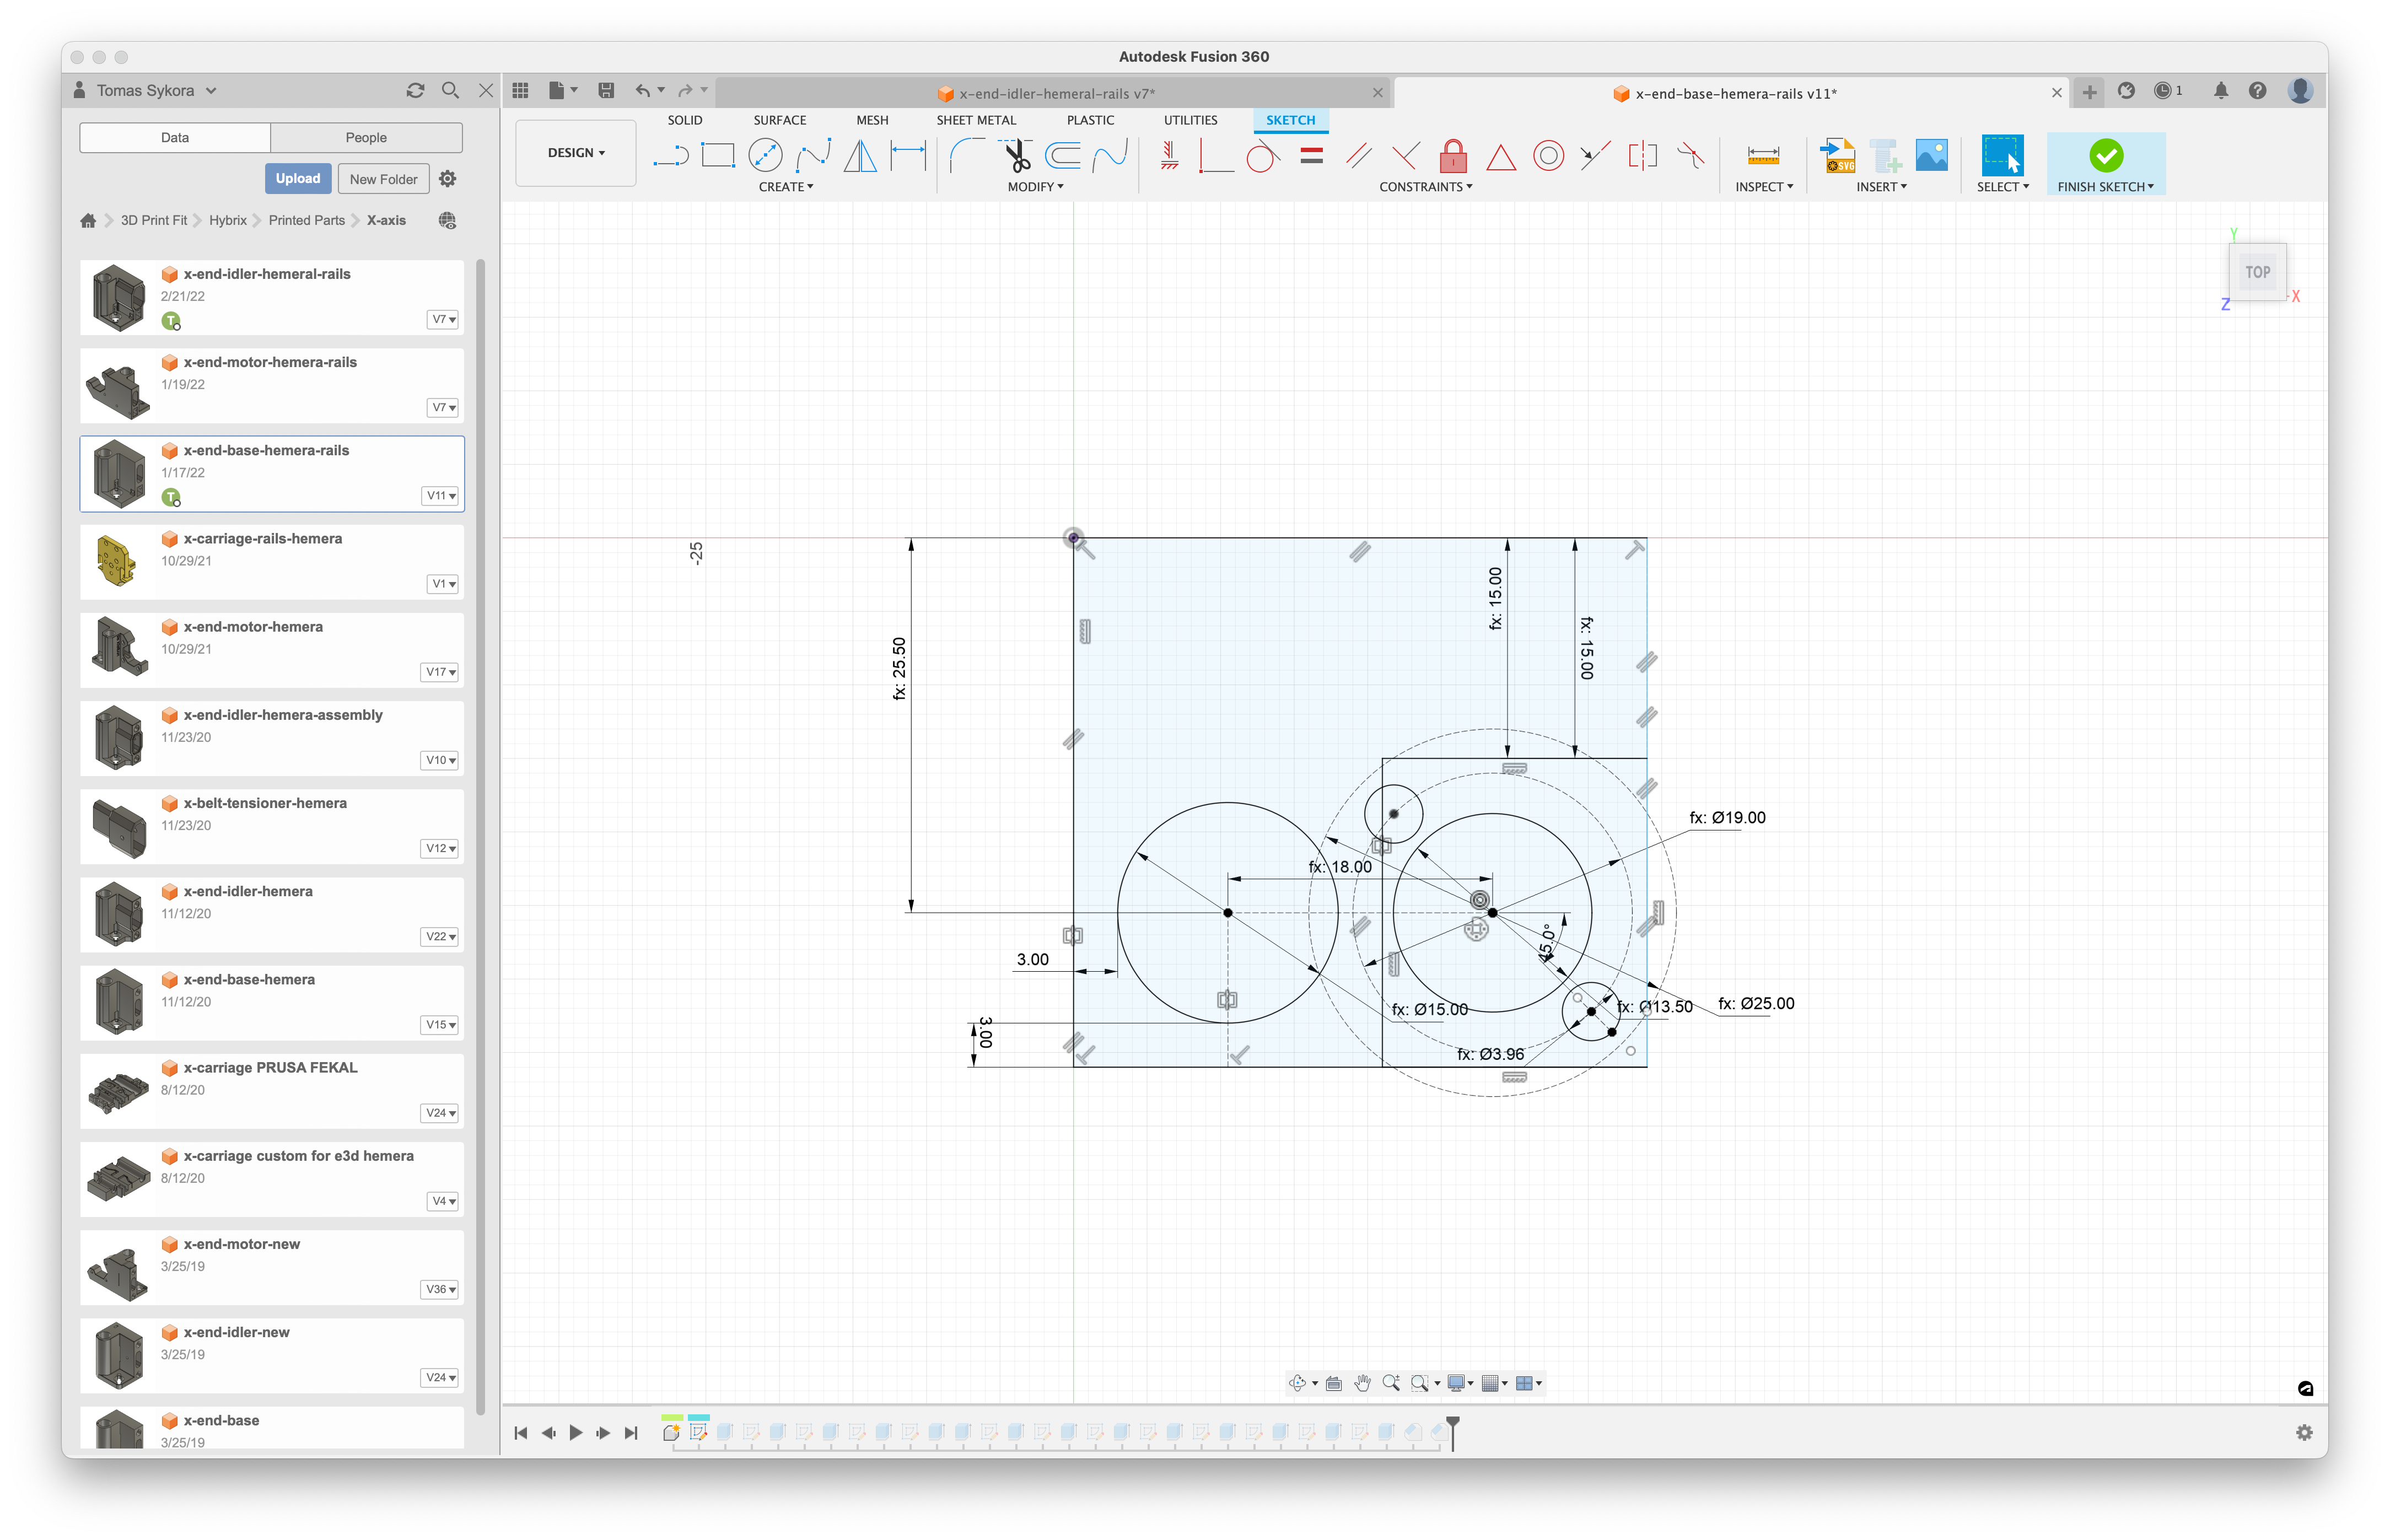 Autodesk Fusion 360
Tomas Sykora
x-end-idler-hemeral-rails v7*
x-end-base-hemera-rails v11*
1
Data
People
Upload
New Folder
3D Print Fit
Hybrix
Printed Parts
X-axis
x-end-idler-hemeral-rails
2/21/22
T
V7
x-end-motor-hemera-rails
1/19/22
V7
x-end-base-hemera-rails
1/17/22
T
V11
x-carriage-rails-hemera
10/29/21
V1
x-end-motor-hemera
10/29/21
V17
x-end-idler-hemera-assembly
11/23/20
V10
x-belt-tensioner-hemera
11/23/20
V12
x-end-idler-hemera
11/12/20
V22
x-end-base-hemera
11/12/20
V15
x-carriage PRUSA FEKAL
8/12/20
V24
x-carriage custom for e3d hemera
8/12/20
V4
x-end-motor-new
3/25/19
V36
x-end-idler-new
3/25/19
V24
x-end-base
3/25/19
DESIGN
SOLID
SURFACE
MESH
SHEET METAL
PLASTIC
UTILITIES
SKETCH
SVG
CREATE
MODIFY
CONSTRAINTS
INSPECT
INSERT
SELECT
FINISH SKETCH
Y
TOP
X
Z
-25
fx: 15.00
fx: 15.00
fx: 25.50
fx: Ø19.00
fx: 18.00
45.0°
3.00
fx: Ø15.00
fx: Ø13.50
fx: Ø25.00
3.00
fx: Ø3.96